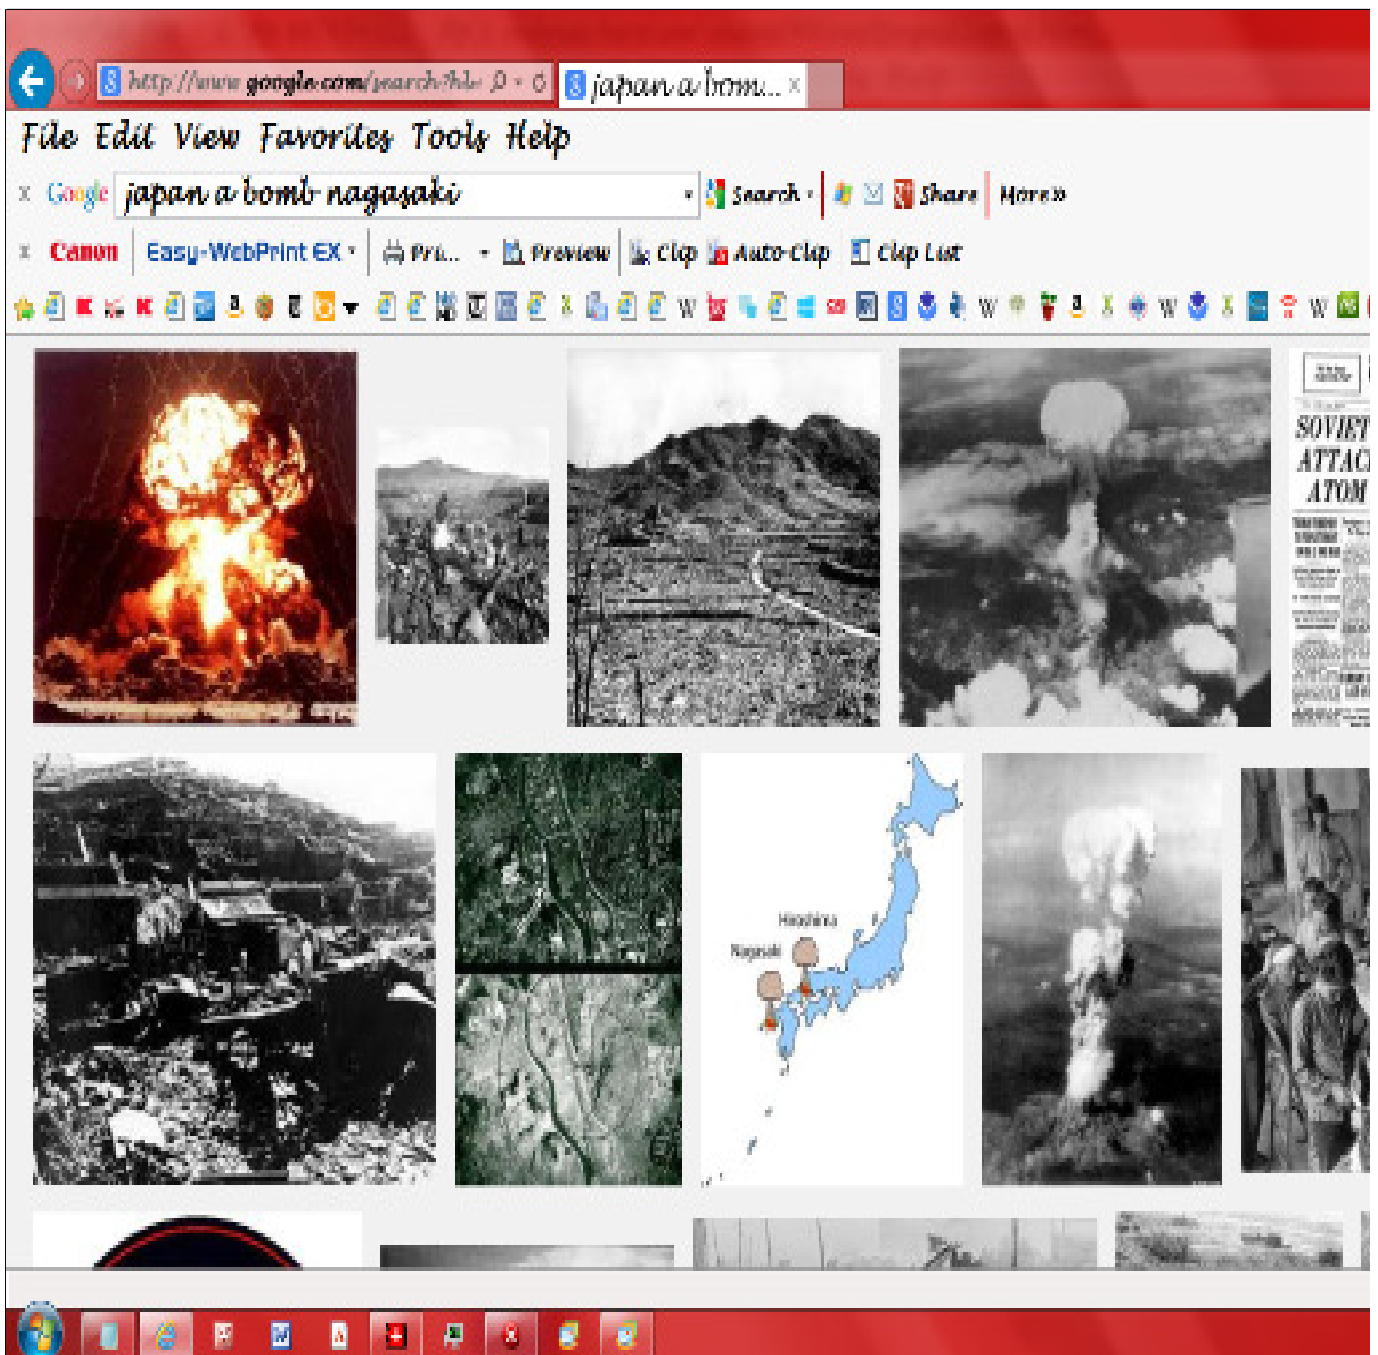 http://www.google.com/search?hl=
japan a bom...
File Edit View Favorites Tools Help
x Google japan a bomb nagasaki Search Share More »
x Canon Easy-WebPrint EX Pri... Preview Clip Auto-Clip Clip List
SOVIET
ATTAC
ATOM
Hiroshima
Nagasaki